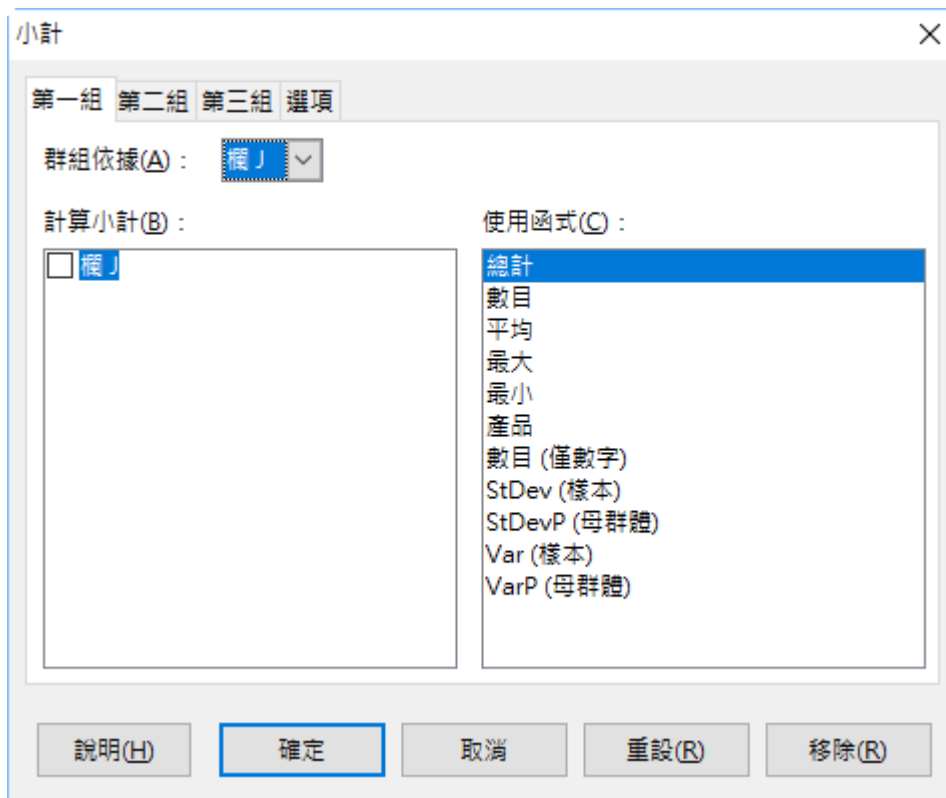 小計
第一組 第二組 第三組 選項
群組依據(A)： 欄 J
計算小計(B)： 使用函式(C)：
欄 J
總計
數目
平均
最大
最小
產品
數目 (僅數字)
StDev (樣本)
StDevP (母群體)
Var (樣本)
VarP (母群體)
說明(H) 確定 取消 重設(R) 移除(R)